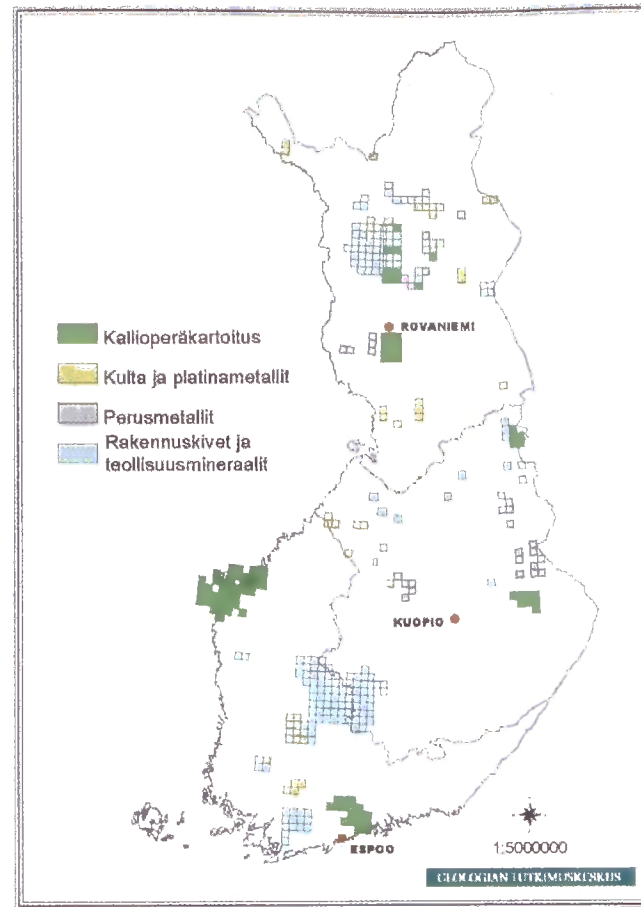 ROVANIEMI
Kallioperäkartoitus
Kulta ja platinametallit
Perusmetallit
Rakennuskivet ja
teollisuusmineraalit
KUOPIO
ESPOO
1:5000000
GEOLOGIAN TUTKIMUSKESKUS